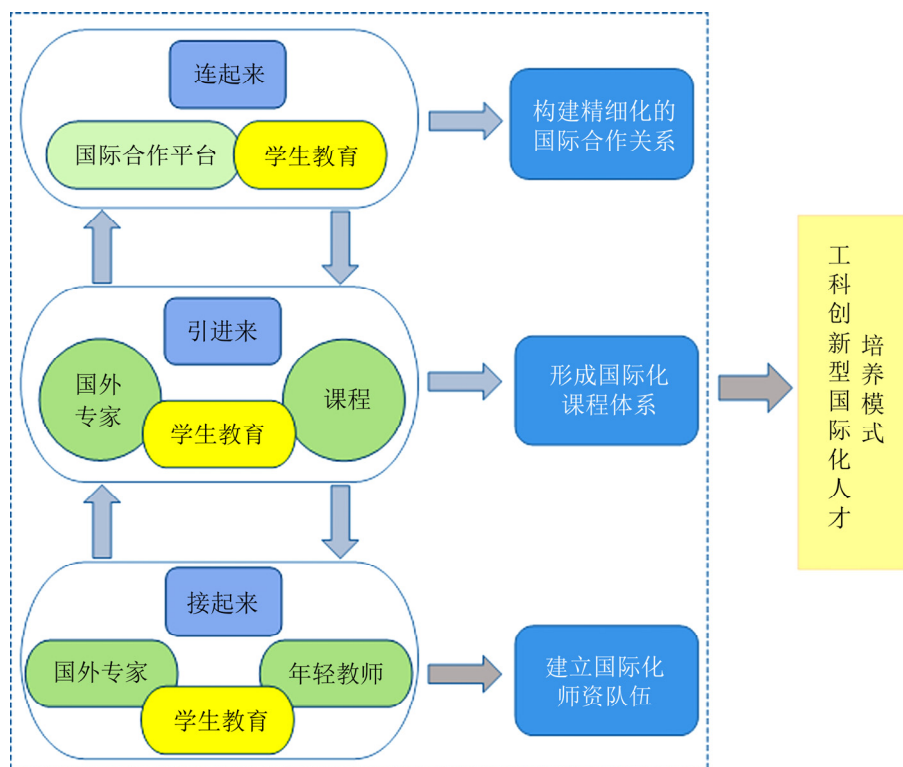 连起来
国际合作平台
学生教育
构建精细化的
国际合作关系
引进来
国外
专家
学生教育
课程
形成国际化
课程体系
接起来
国外专家
学生教育
年轻教师
建立国际化
师资队伍
工科创新型国际化人才
培养模式